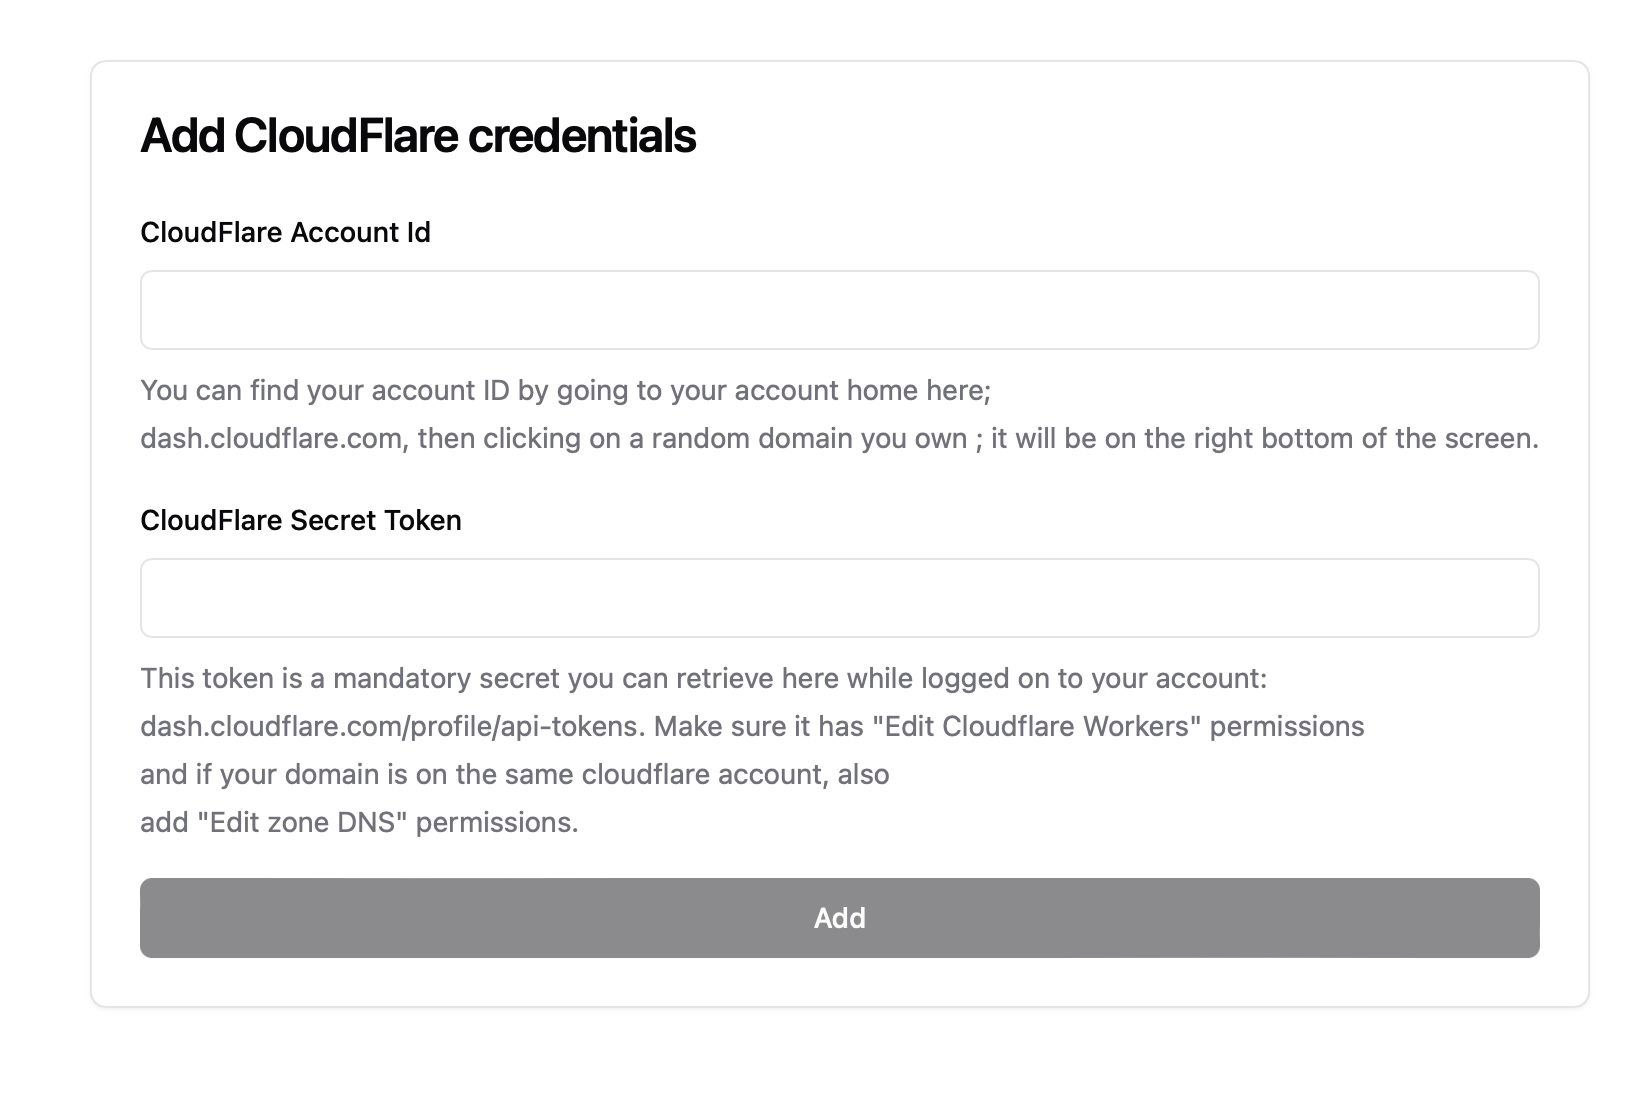 Add CloudFlare credentials
CloudFlare Account Id
You can find your account ID by going to your account home here;
dash.cloudflare.com, then clicking on a random domain you own ; it will be on the right bottom of the screen.
CloudFlare Secret Token
This token is a mandatory secret you can retrieve here while logged on to your account:
dash.cloudflare.com/profile/api-tokens. Make sure it has "Edit Cloudflare Workers" permissions
and if your domain is on the same cloudflare account, also
add "Edit zone DNS" permissions.
Add